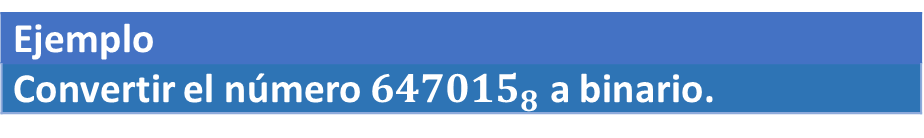 Ejemplo
Convertir el número 647015₈ a binario.